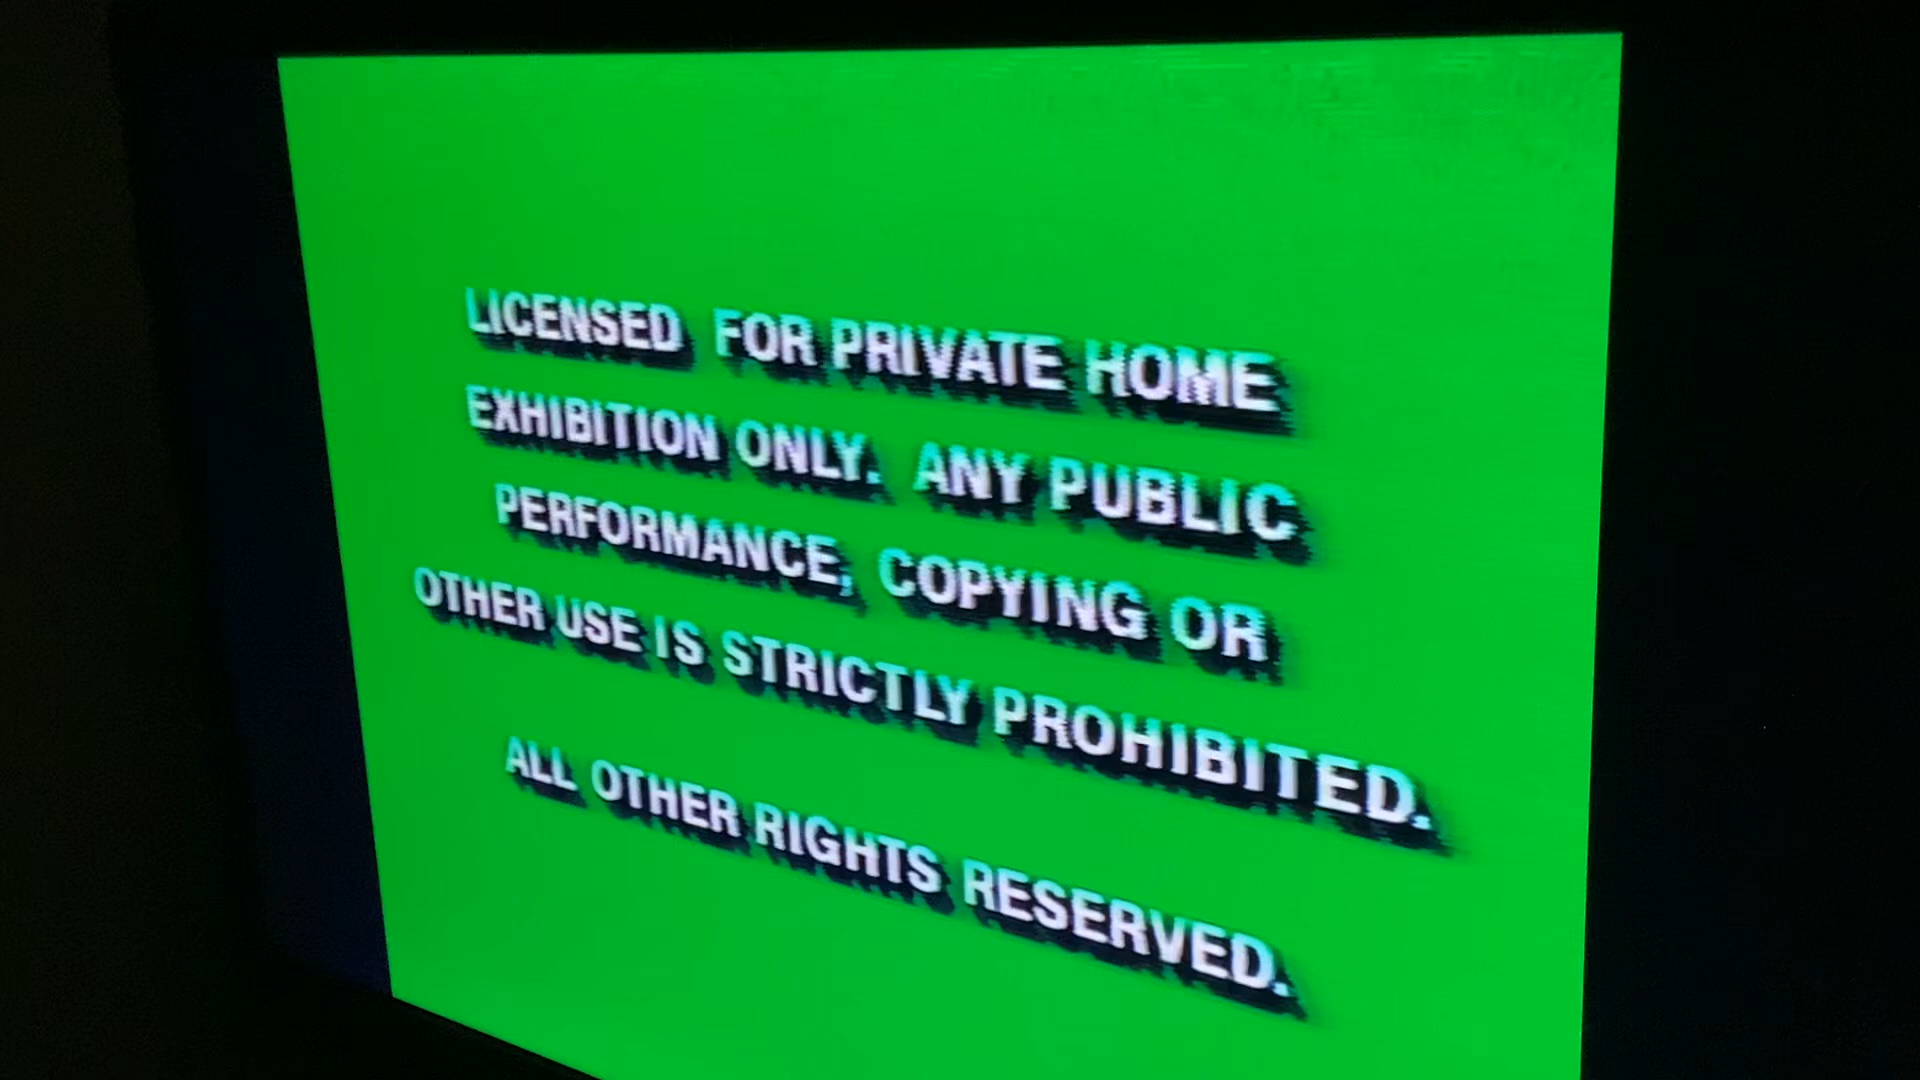 LICENSED FOR PRIVATE HOME
EXHIBITION ONLY. ANY PUBLIC
PERFORMANCE, COPYING OR
OTHER USE IS STRICTLY PROHIBITED.
ALL OTHER RIGHTS RESERVED.